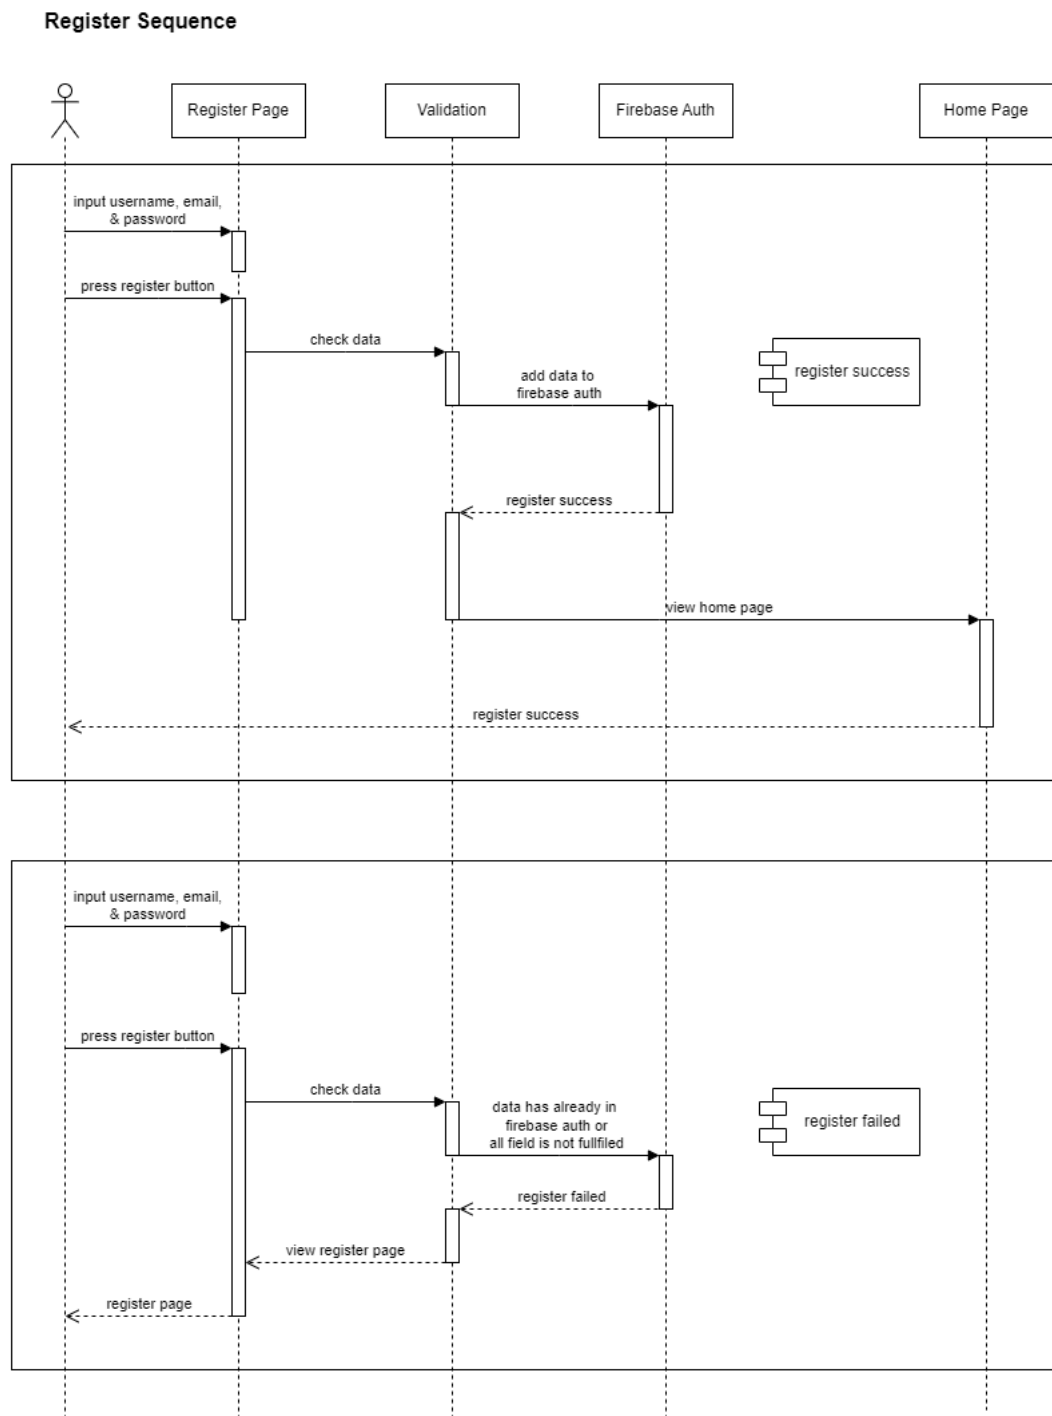 Register Sequence
Register Page
Validation
Firebase Auth
Home Page
input username, email,
& password
press register button
check data
register success
add data to
firebase auth
register success
view home page
register success
input username, email,
& password
press register button
check data
data has already in
firebase auth or
all field is not fullfiled
register failed
register failed
view register page
register page